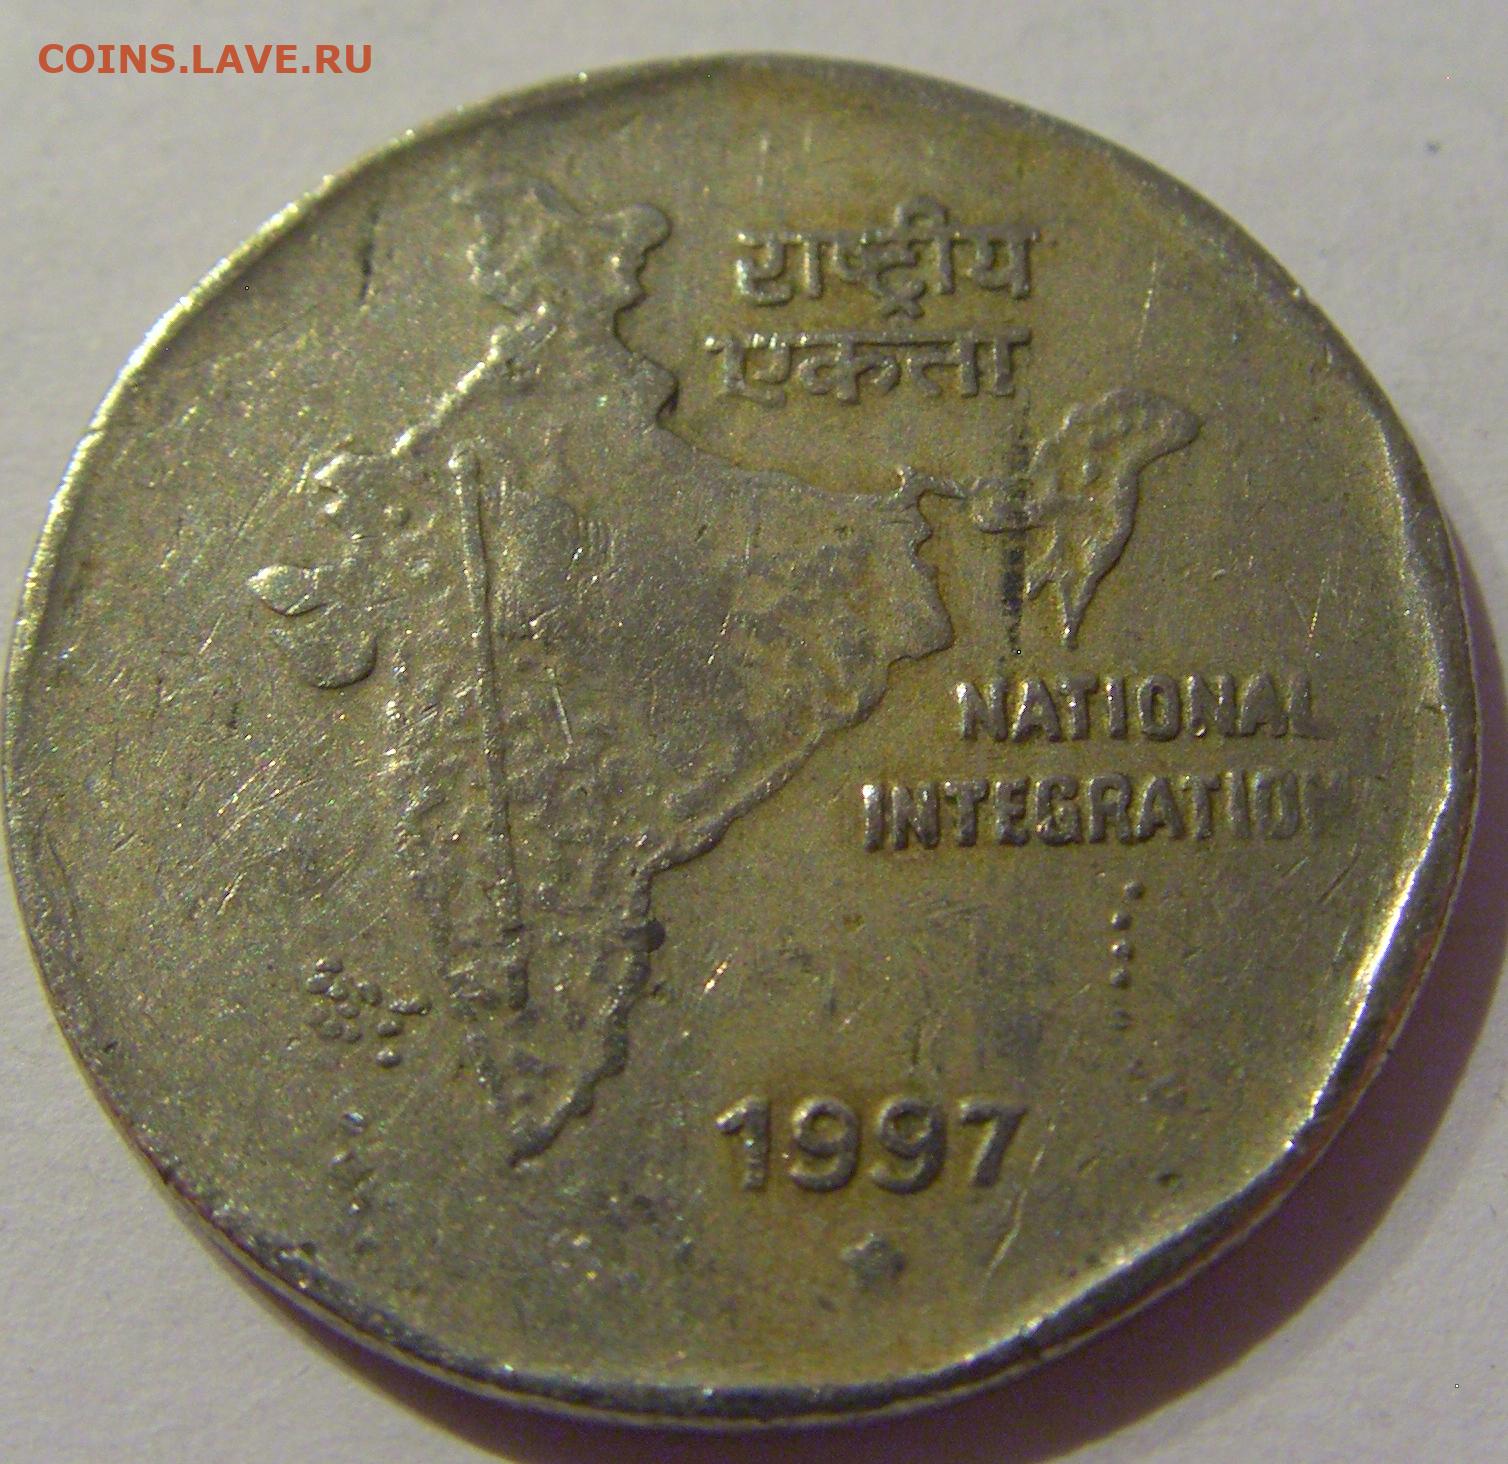 COINS.LAVE.RU
राष्ट्रीय
एकता
NATIONAL
INTEGRATION
1997